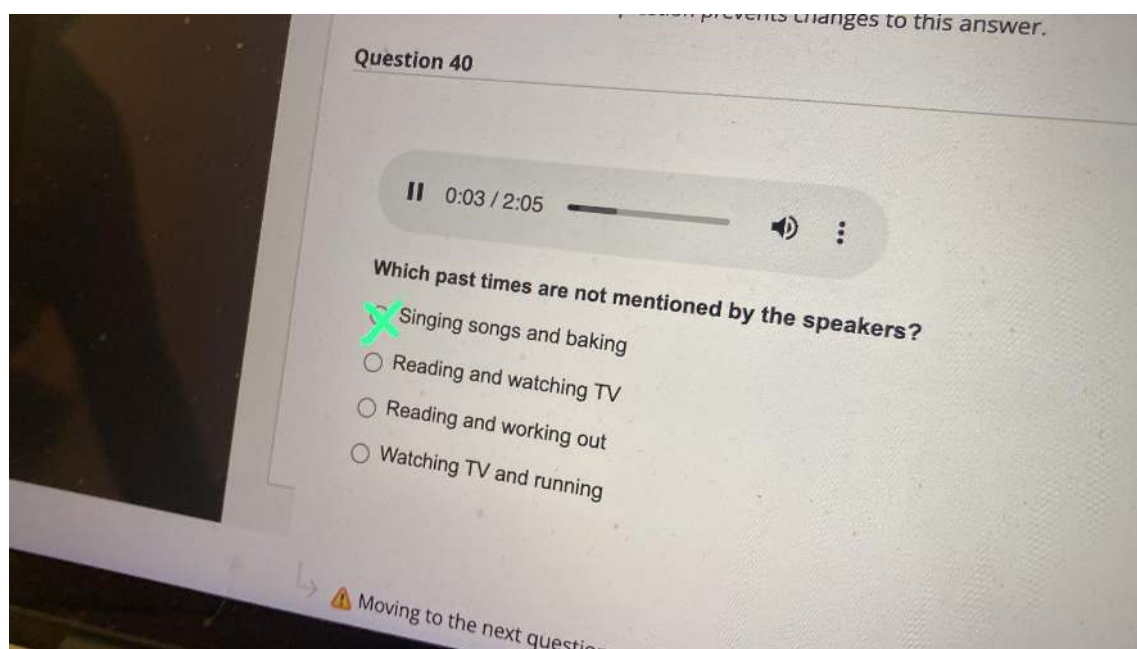 prevents changes to this answer.
Question 40
0:03 / 2:05
Which past times are not mentioned by the speakers?
Singing songs and baking
Reading and watching TV
Reading and working out
Watching TV and running
Moving to the next